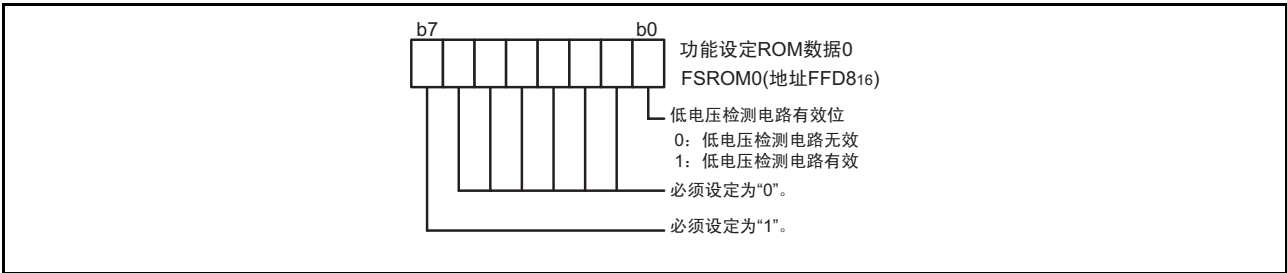 b7 b0
功能设定ROM数据0
FSROM0(地址FFD816)
低电压检测电路有效位
0：低电压检测电路无效
1：低电压检测电路有效
必须设定为“0”。
必须设定为“1”。